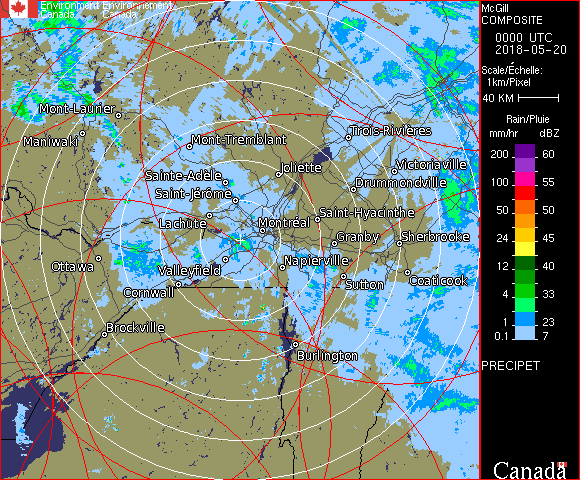 Environment Environnement
Canada Canada
McGill
COMPOSITE
0000 UTC
2018-05-20
Scale/Échelle:
1km/Pixel
40 KM
Rain/Pluie
mm/hr dBZ
200 60
100 55
50 50
24 45
12 40
4 33
1 23
0.1 7
PRECIPET
Canada
Mont-Laurier
Maniwaki
Mont-Tremblant
Trois-Rivières
Joliette
Victoriaville
Sainte-Adèle
Drummondville
Saint-Jérôme
Saint-Hyacinthe
Lachute
Montréal
Granby
Sherbrooke
Ottawa
Valleyfield
Napierville
Sutton
Coaticook
Cornwall
Brockville
Burlington